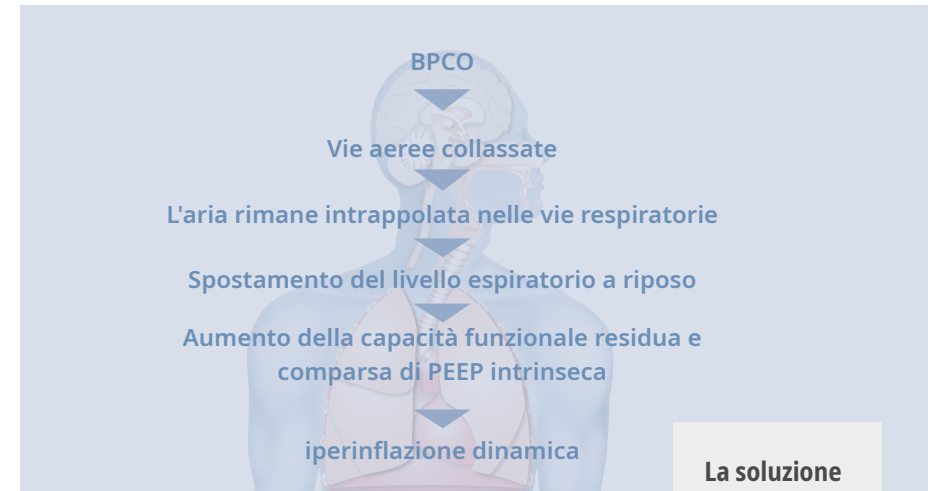 BPCO
Vie aeree collassate
L'aria rimane intrappolata nelle vie respiratorie
Spostamento del livello espiratorio a riposo
Aumento della capacità funzionale residua e
comparsa di PEEP intrinseca
iperinflazione dinamica
La soluzione